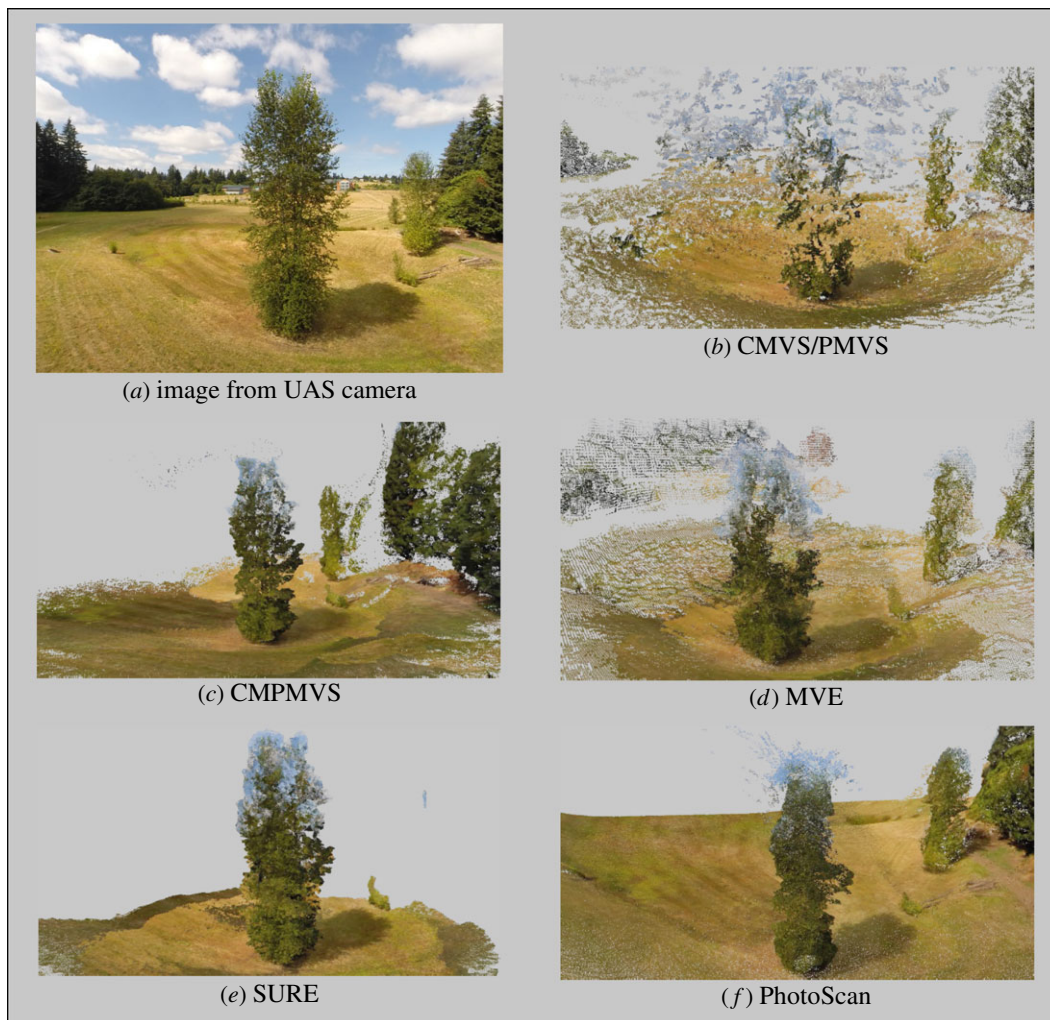 (a) image from UAS camera
(b) CMVS/PMVS
(c) CMPMVS
(d) MVE
(e) SURE
(f) PhotoScan